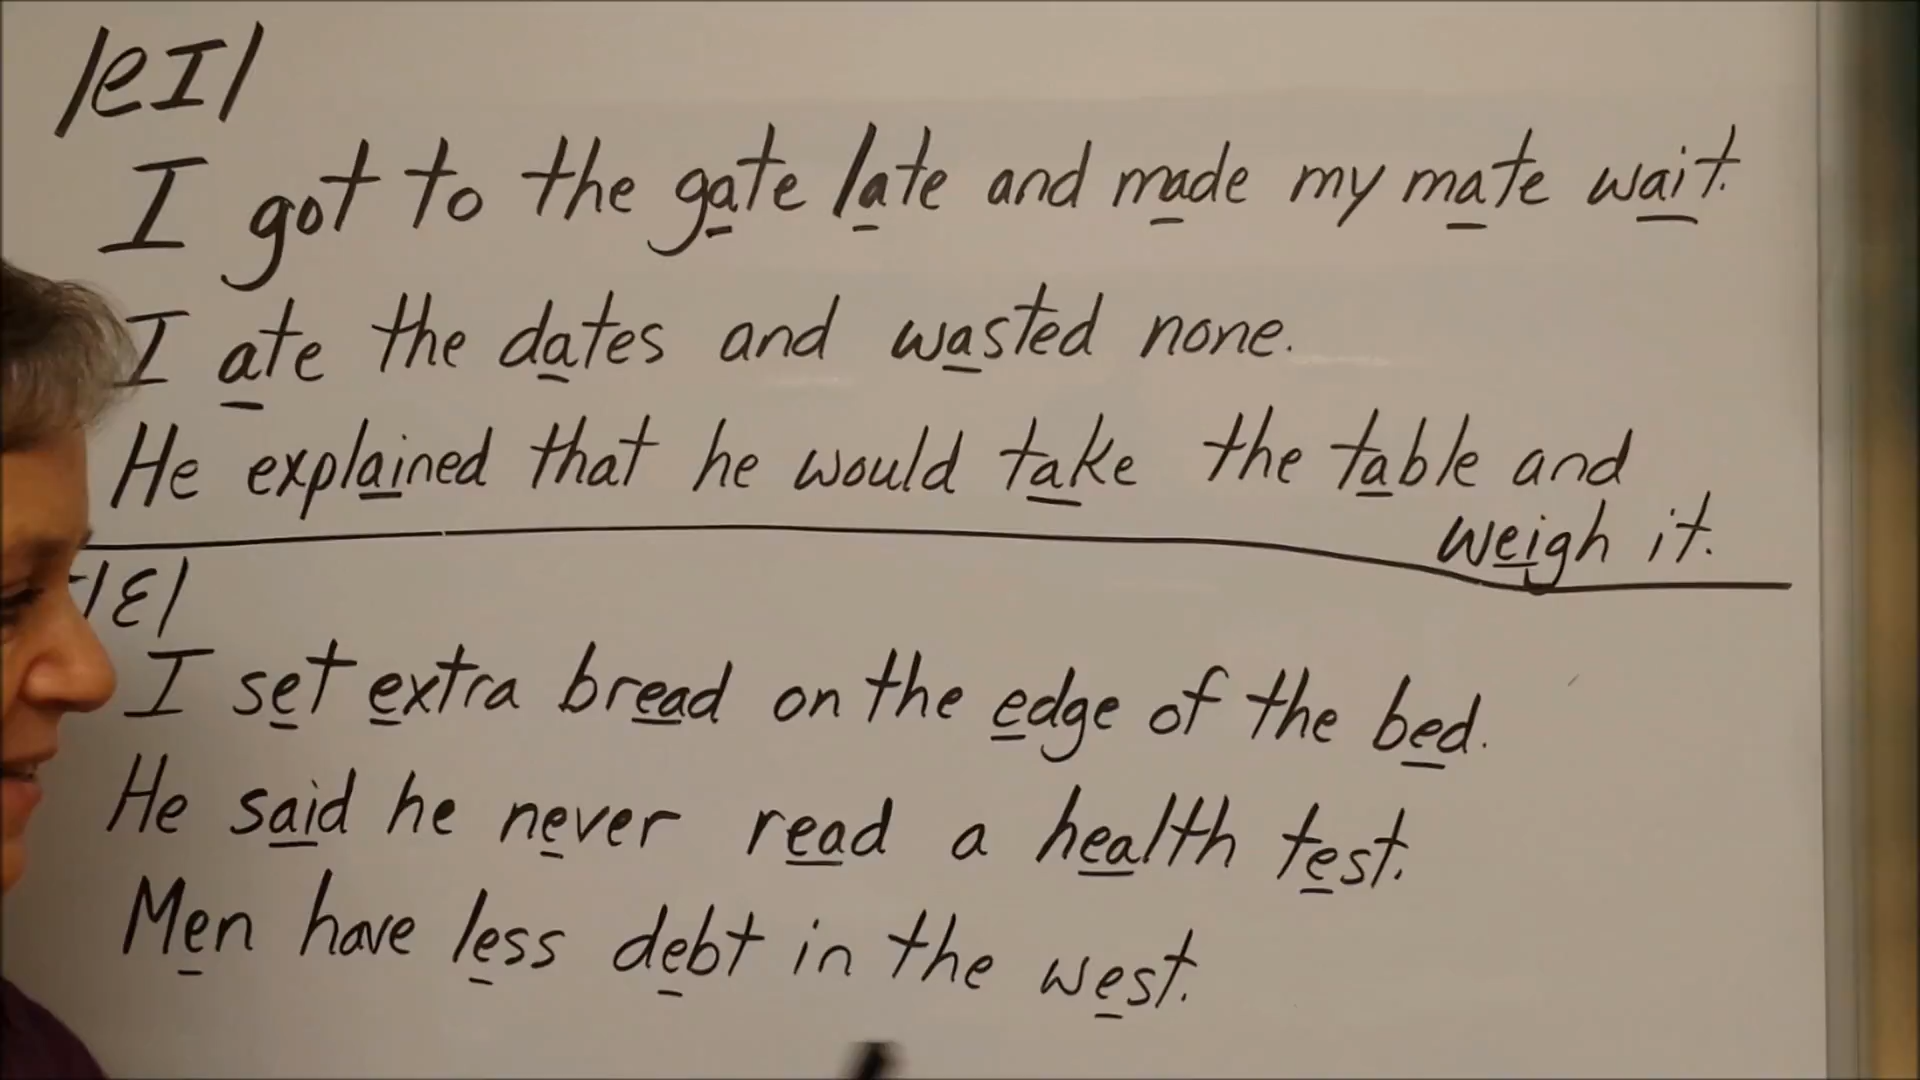 /eI/
I got to the gate late and made my mate wait.
I ate the dates and wasted none.
He explained that he would take the table and
weigh it.
/ɛ/
I set extra bread on the edge of the bed.
He said he never read a health test.
Men have less debt in the west.